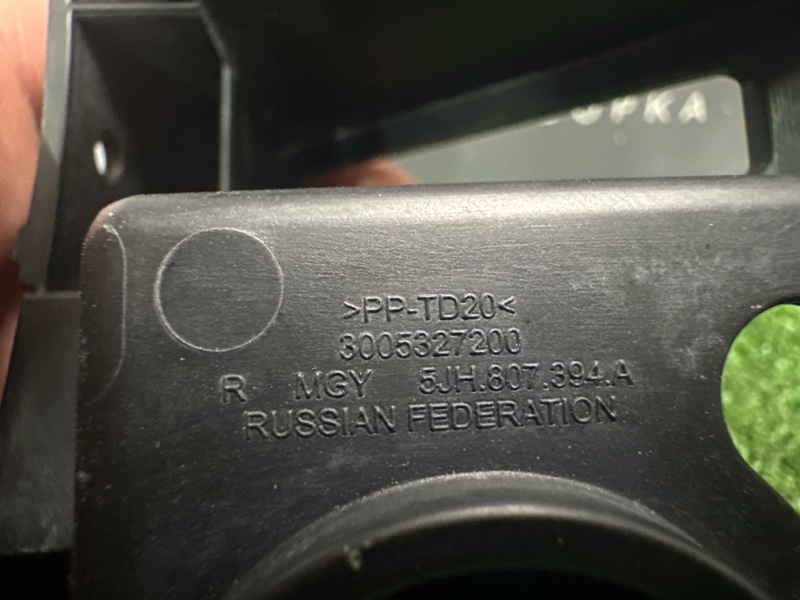 >PP-TD20<
3005327200
R MGY 5JH.807.394.A
RUSSIAN FEDERATION